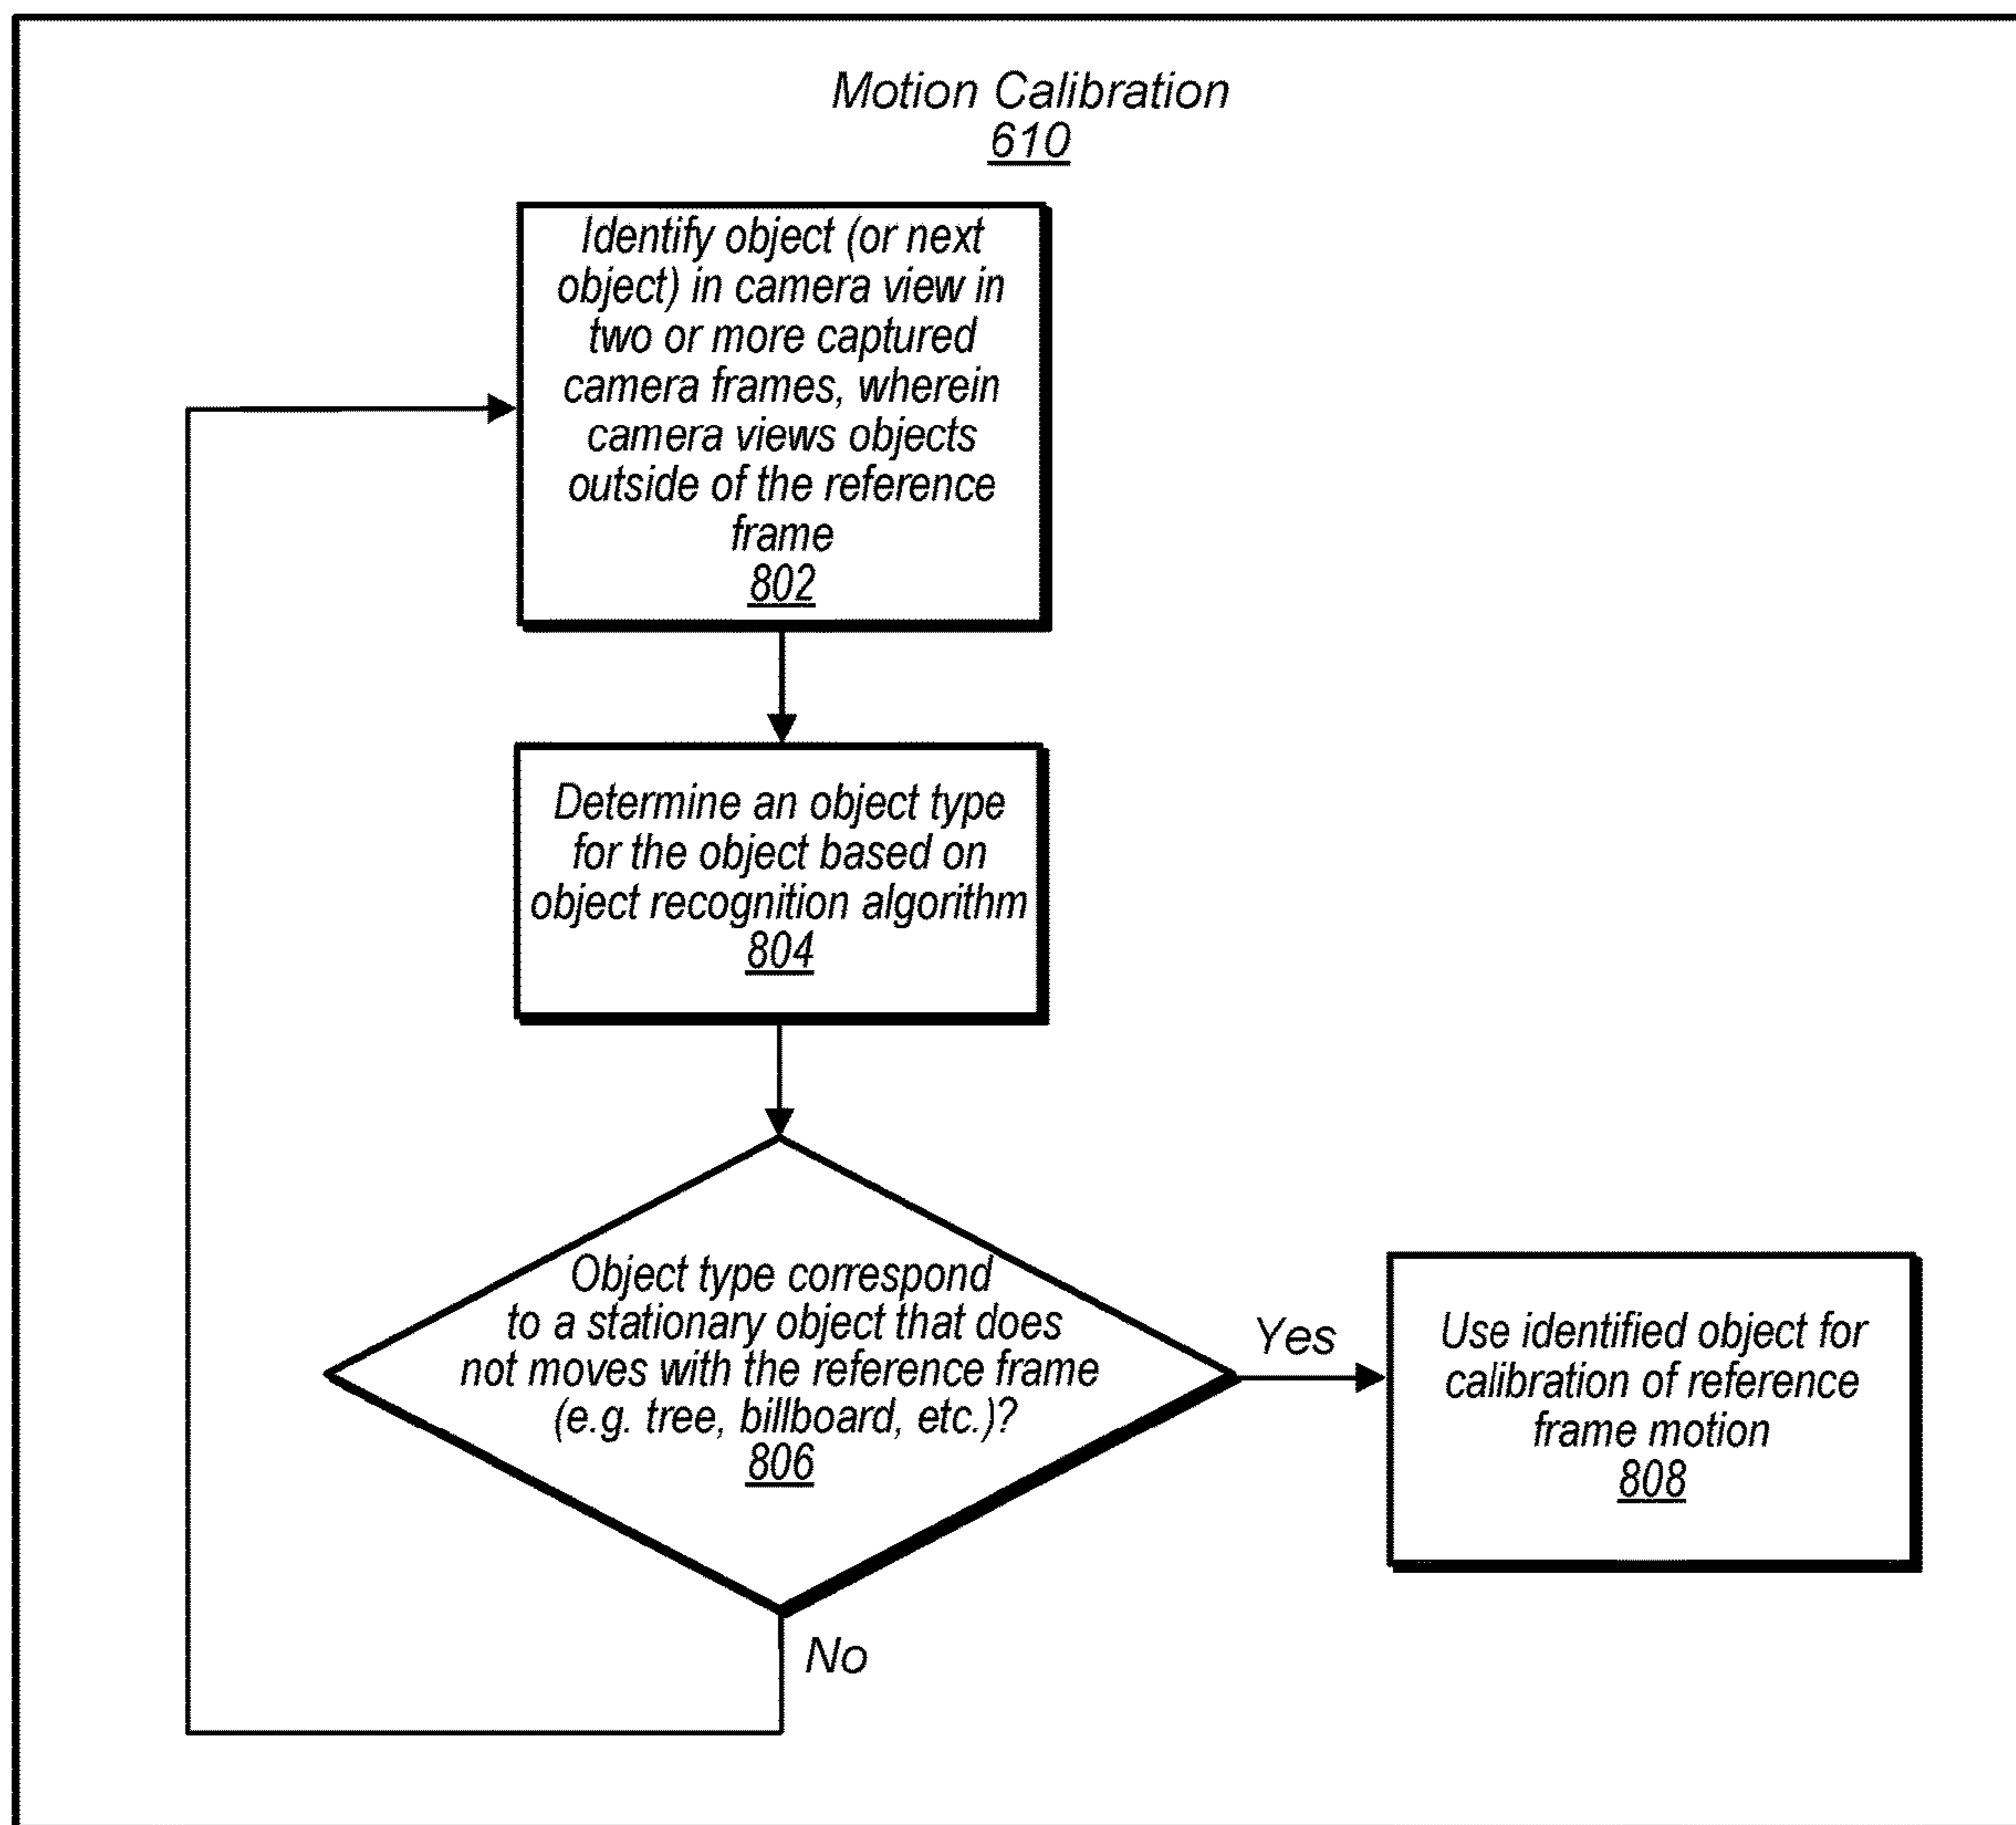 Motion Calibration
610
Identify object (or next
object) in camera view in
two or more captured
camera frames, wherein
camera views objects
outside of the reference
frame
802
Determine an object type
for the object based on
object recognition algorithm
804
Object type correspond
to a stationary object that does
not moves with the reference frame
(e.g. tree, billboard, etc.)?
806
Yes
Use identified object for
calibration of reference
frame motion
808
No